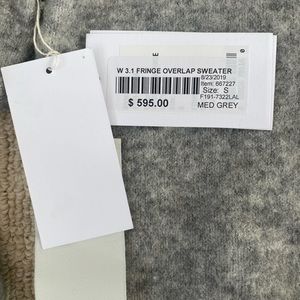 E
W 3.1 FRINGE OVERLAP SWEATER
8/23/2019
Item: 667227
Size: S
F191-7322LAL
$ 595.00
MED GREY